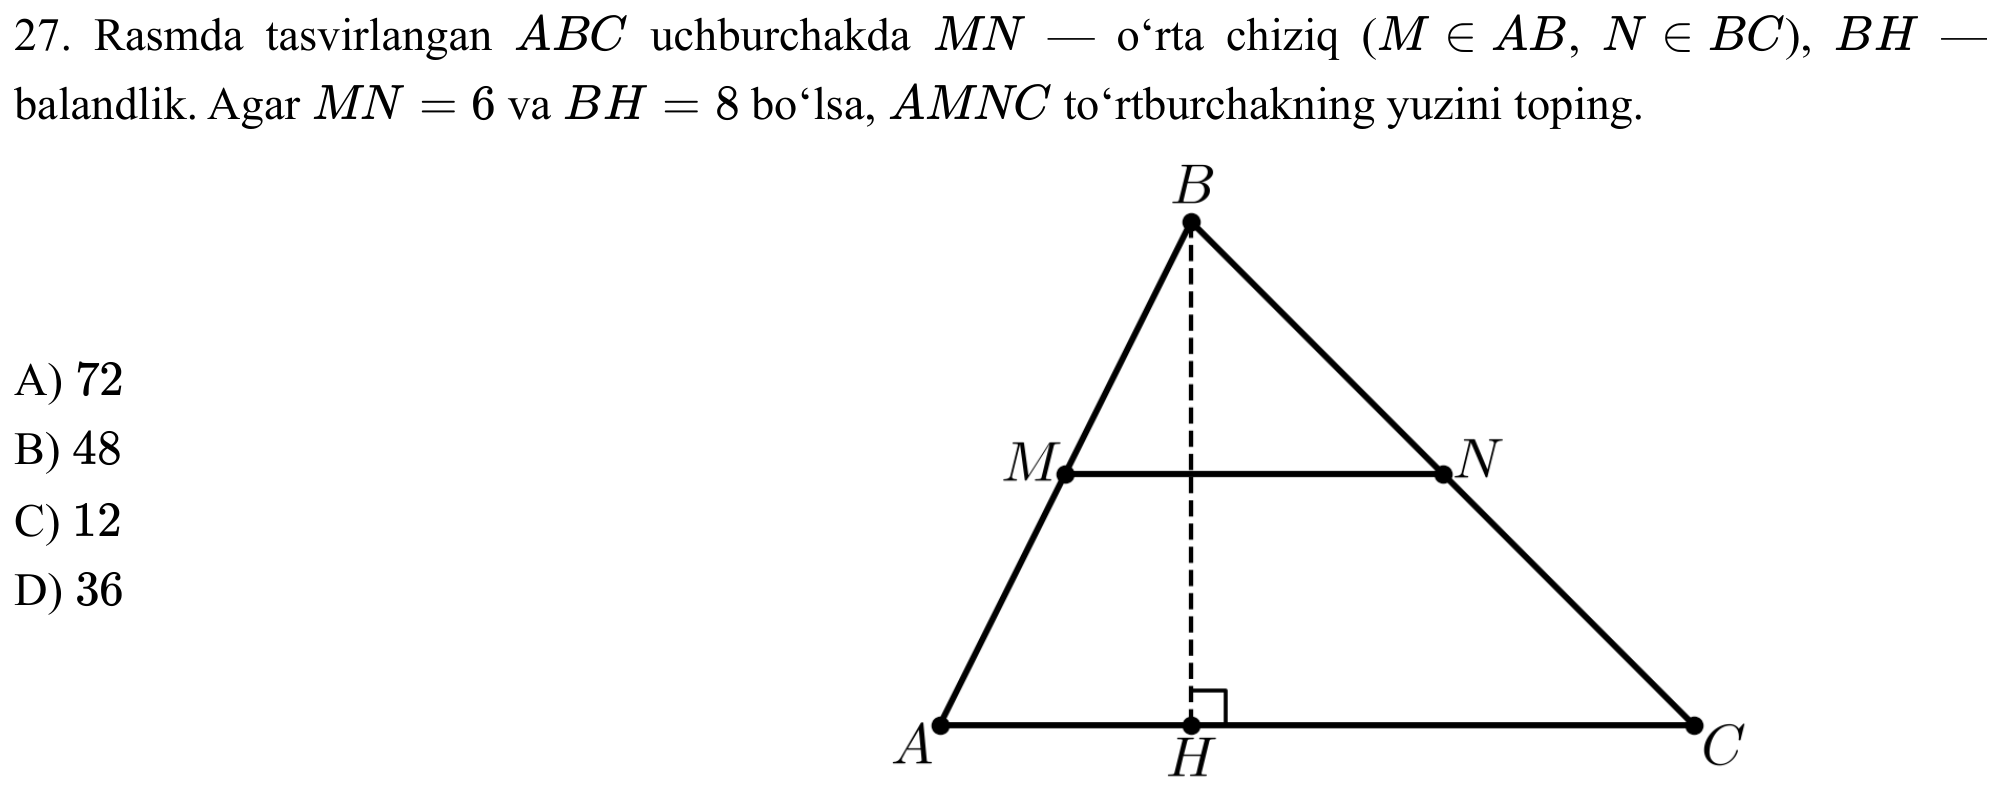 27. Rasmda tasvirlangan ABC uchburchakda MN — o‘rta chiziq (M ∈ AB, N ∈ BC), BH —
balandlik. Agar MN = 6 va BH = 8 bo‘lsa, AMNC to‘rtburchakning yuzini toping.
B
A) 72
B) 48
M N
C) 12
D) 36
A H C